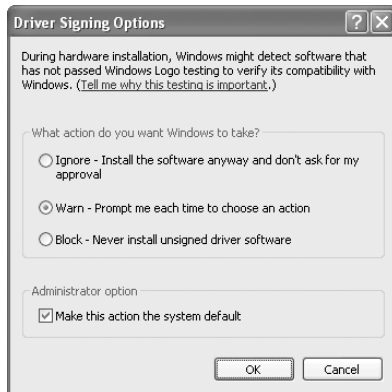 Driver Signing Options
During hardware installation, Windows might detect software that
has not passed Windows Logo testing to verify its compatibility with
Windows. (Tell me why this testing is important.)
What action do you want Windows to take?
Ignore - Install the software anyway and don't ask for my
approval
Warn - Prompt me each time to choose an action
Block - Never install unsigned driver software
Administrator option
Make this action the system default
OK Cancel